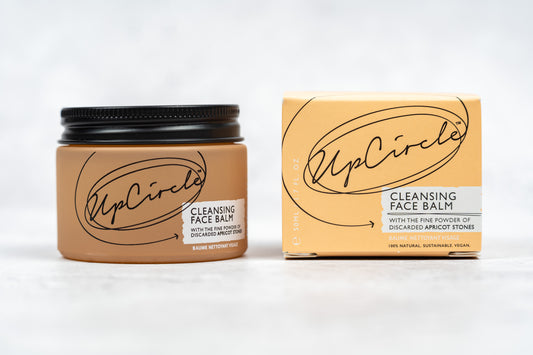 UpCircle
CLEANSING
FACE BALM
WITH THE FINE POWDER OF
DISCARDED APRICOT STONES
BAUME NETTOYANT VISAGE
UpCircle™
CLEANSING
FACE BALM
WITH THE FINE POWDER OF
DISCARDED APRICOT STONES
BAUME NETTOYANT VISAGE
100% NATURAL. SUSTAINABLE. VEGAN.